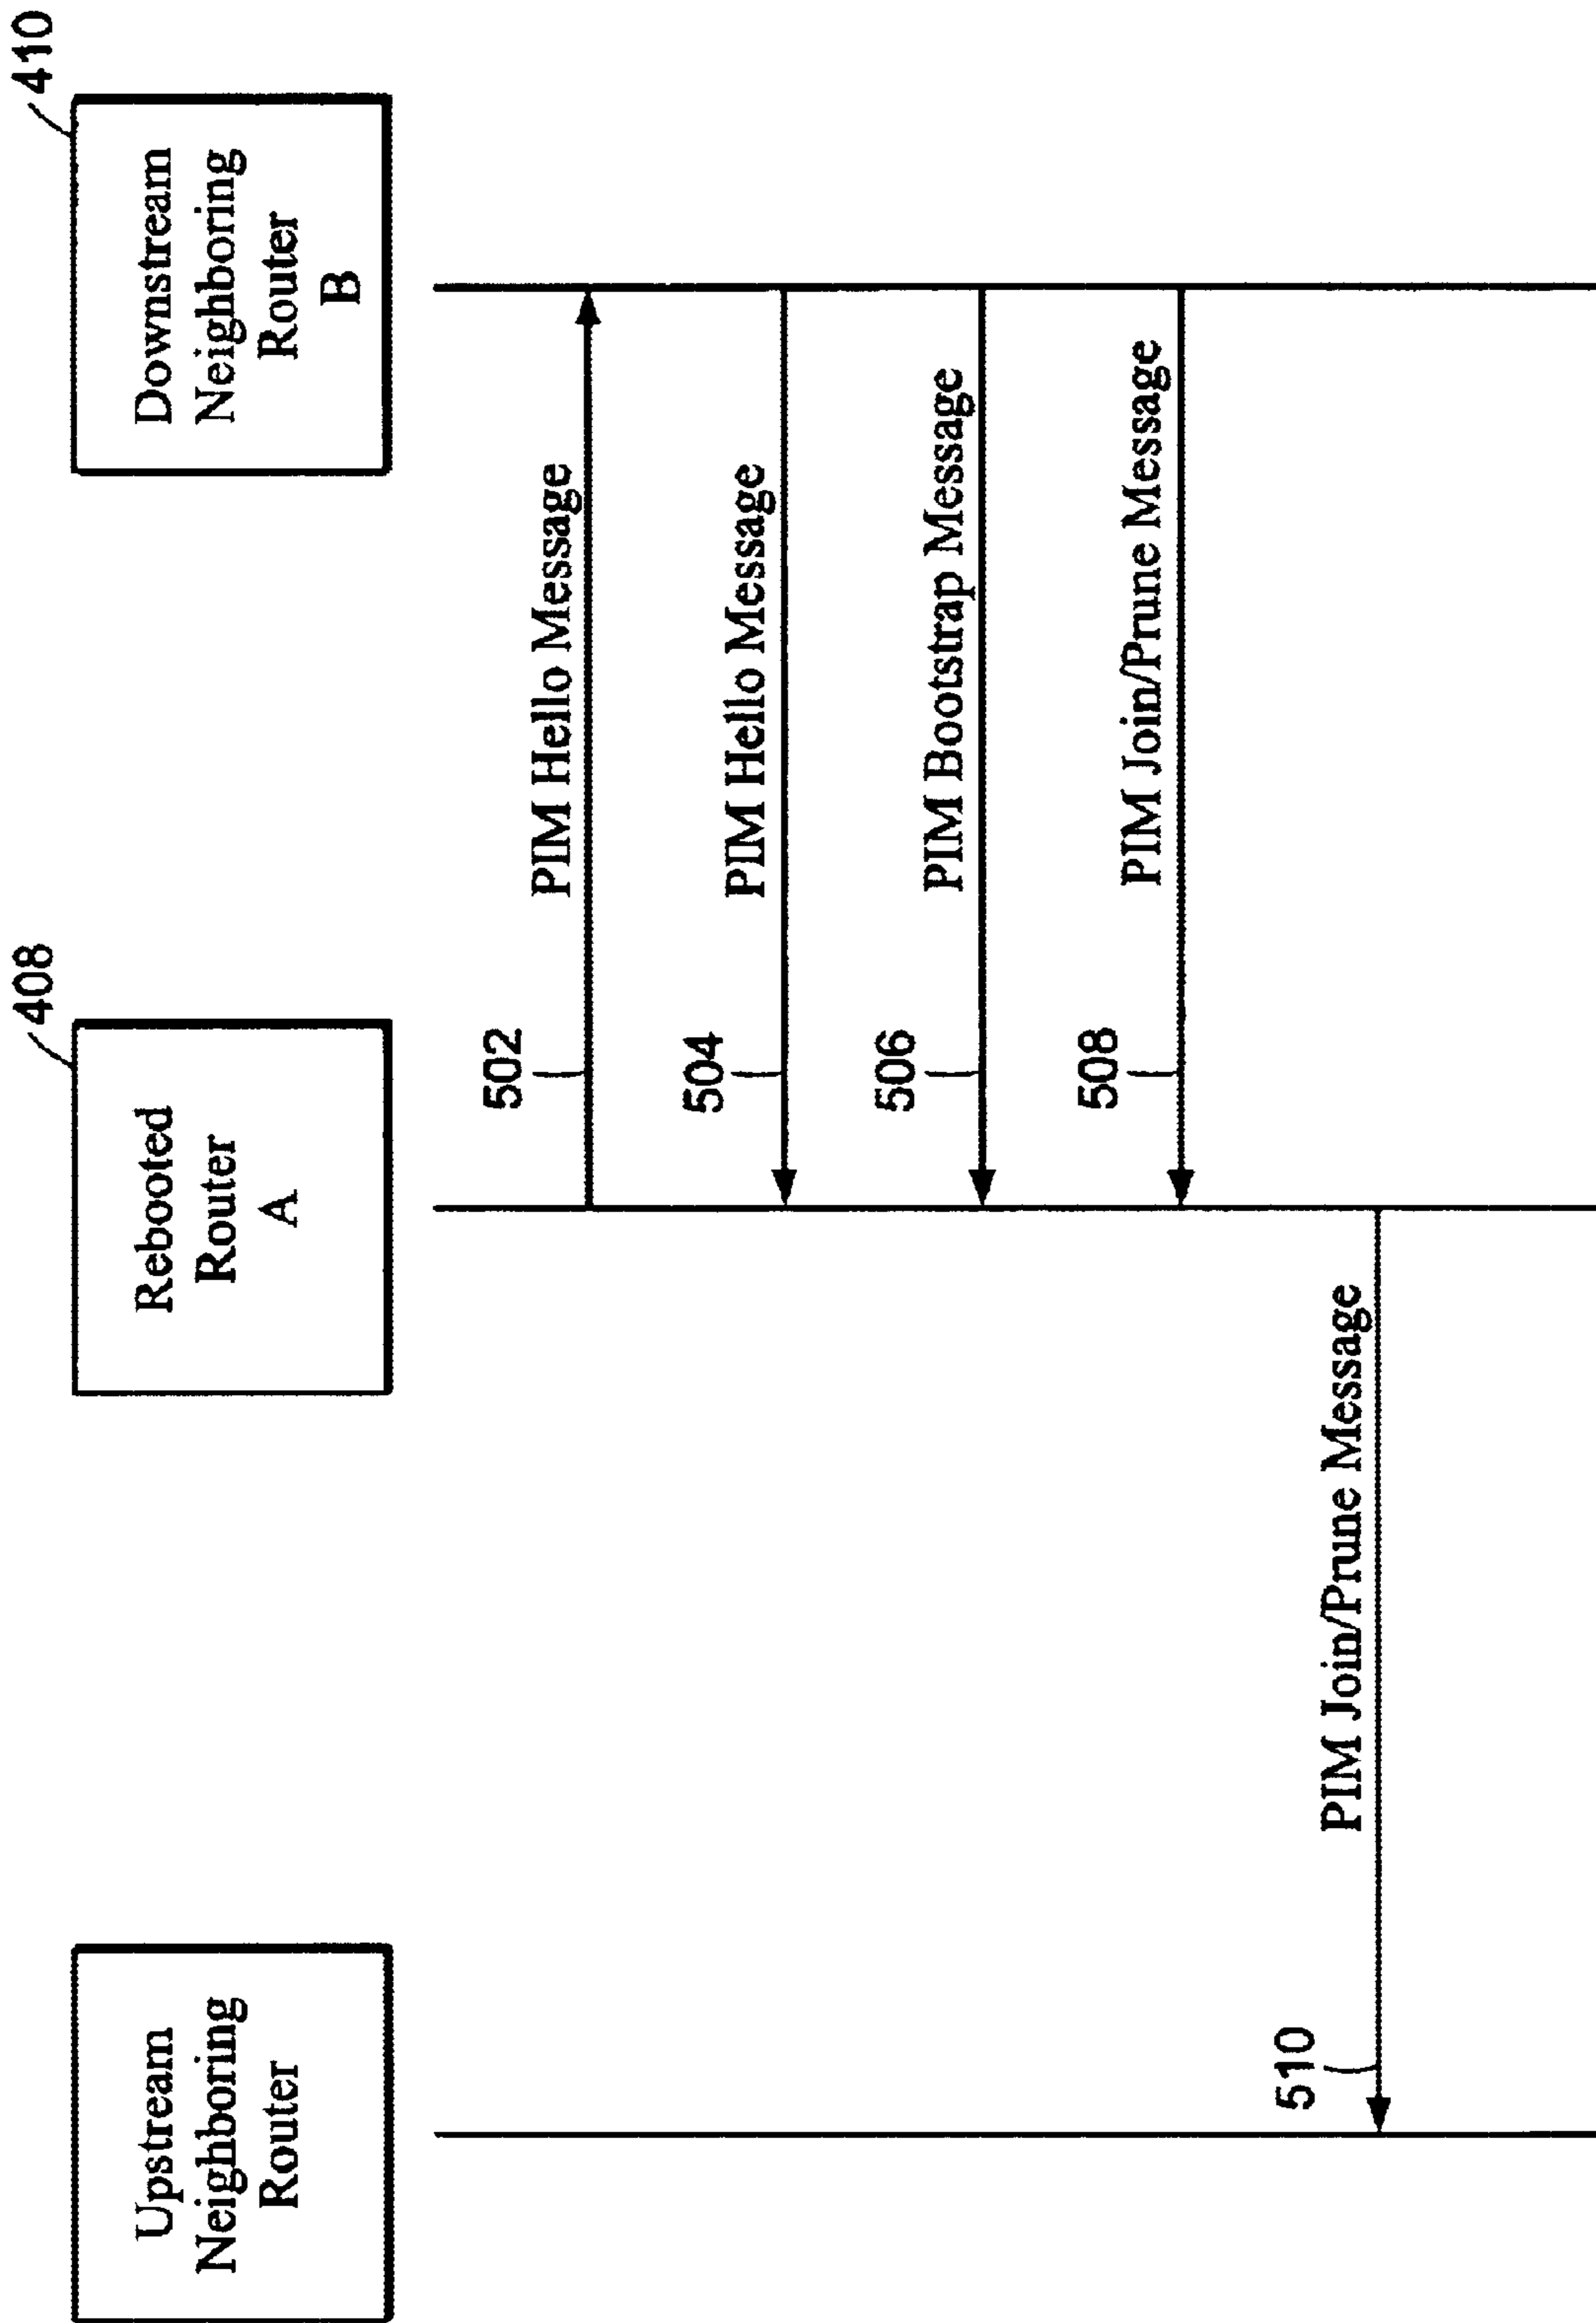 Upstream
Neighboring
Router
408
Rebooted
Router
A
410
Downstream
Neighboring
Router
B
502
PIM Hello Message
504
PIM Hello Message
506
PIM Bootstrap Message
508
PIM Join/Prune Message
510
PIM Join/Prune Message